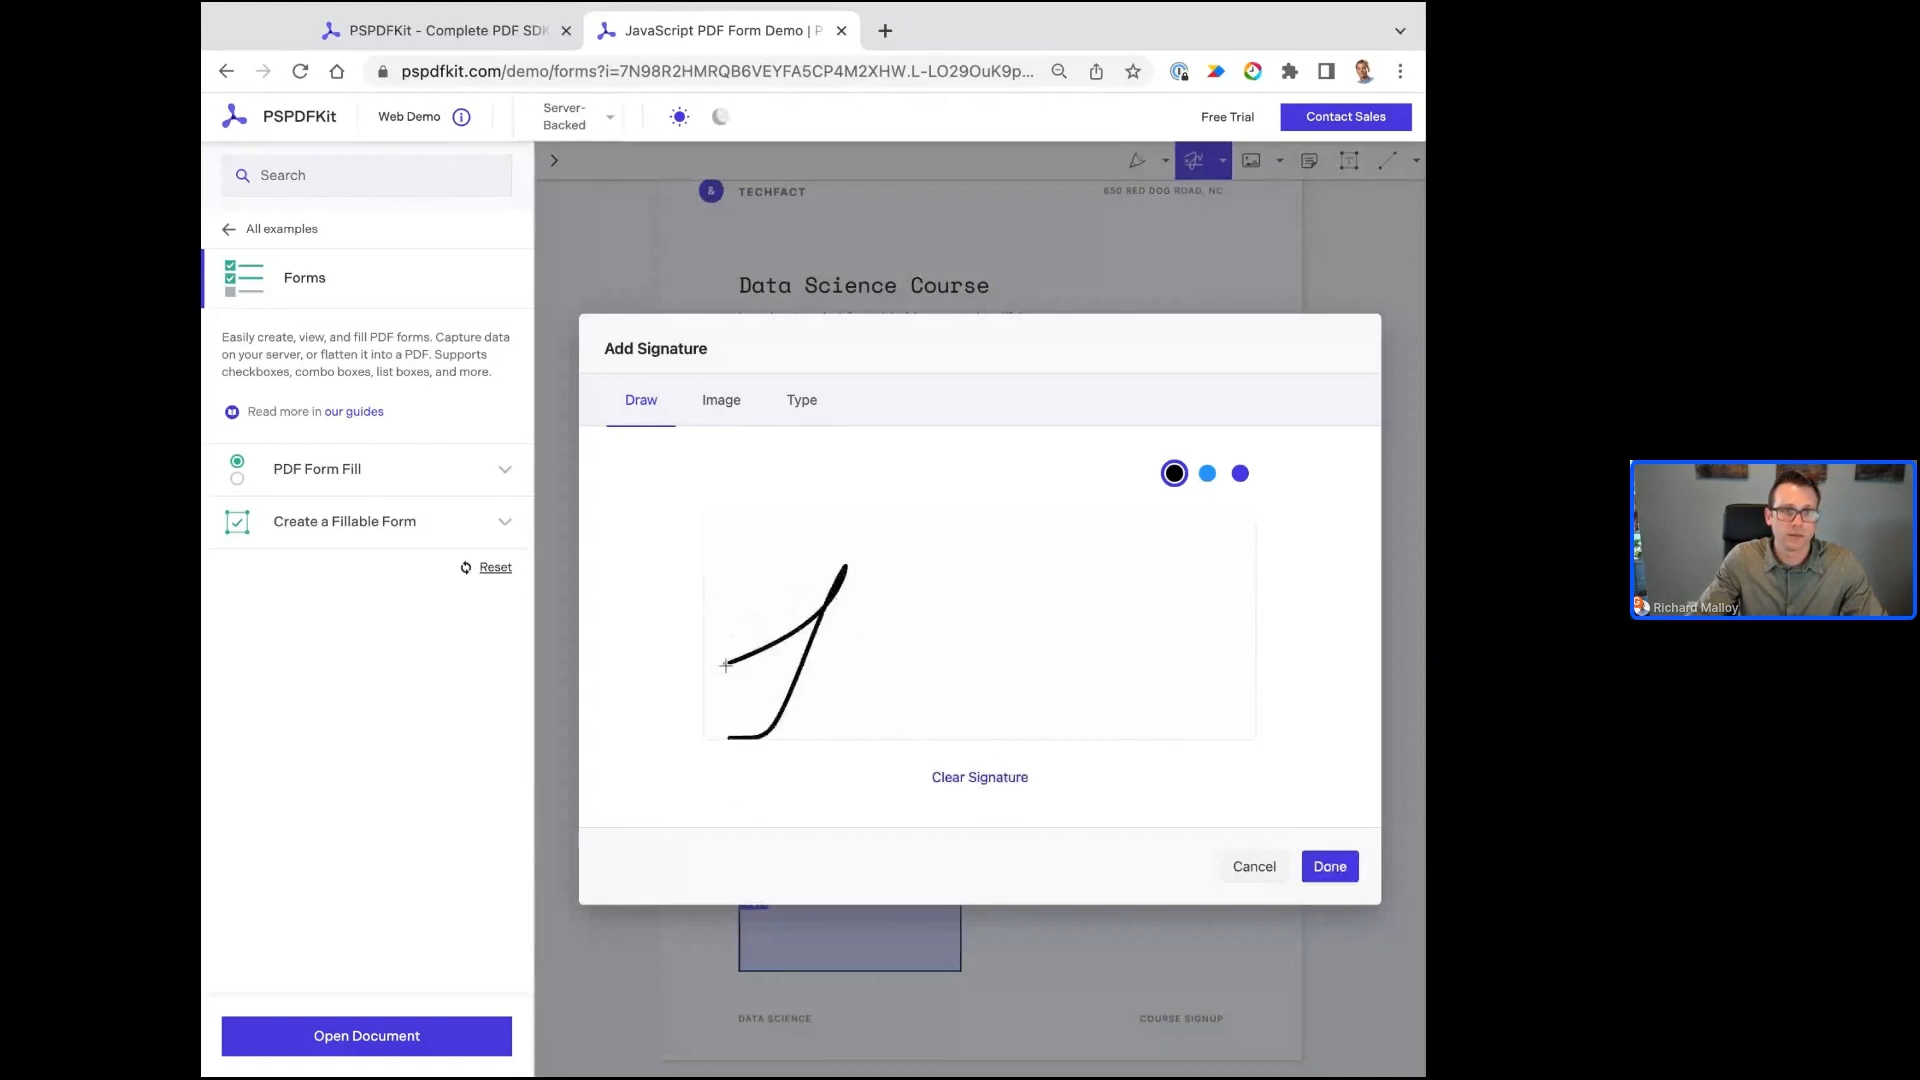 PSPDFKit - Complete PDF SDK
JavaScript PDF Form Demo | P
pspdfkit.com/demo/forms?i=7N98R2HMRQB6VEYFA5CP4M2XHW.L-LO29OuK9p...
PSPDFKit
Web Demo
Server-
Backed
Free Trial
Contact Sales
Search
All examples
Forms
Easily create, view, and fill PDF forms. Capture data
on your server, or flatten it into a PDF. Supports
checkboxes, combo boxes, list boxes, and more.
Read more in our guides
PDF Form Fill
Create a Fillable Form
Reset
Open Document
& TECHFACT
650 RED DOG ROAD, NC
Data Science Course
Add Signature
Draw
Image
Type
Clear Signature
Cancel
Done
DATA SCIENCE
COURSE SIGNUP
Richard Malloy